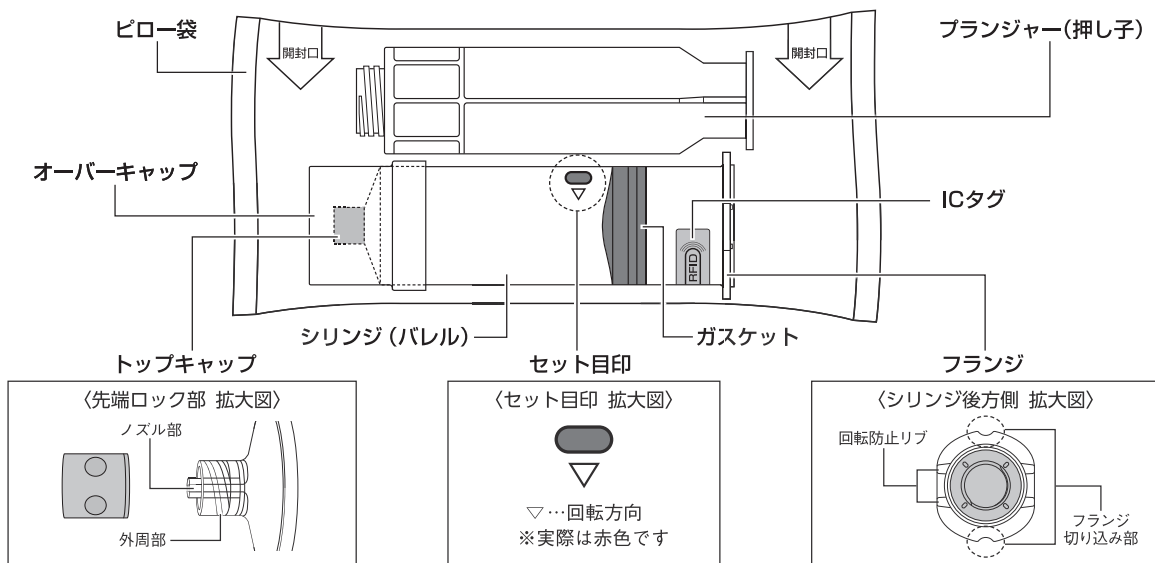 ピロー袋
開封口
開封口
プランジャー(押し子)
オーバーキャップ
ICタグ
RFID
シリンジ(バレル)
ガスケット
トップキャップ
セット目印
フランジ
〈先端ロック部 拡大図〉
ノズル部
外周部
〈セット目印 拡大図〉
▽…回転方向
※実際は赤色です
〈シリンジ後方側 拡大図〉
回転防止リブ
フランジ
切り込み部